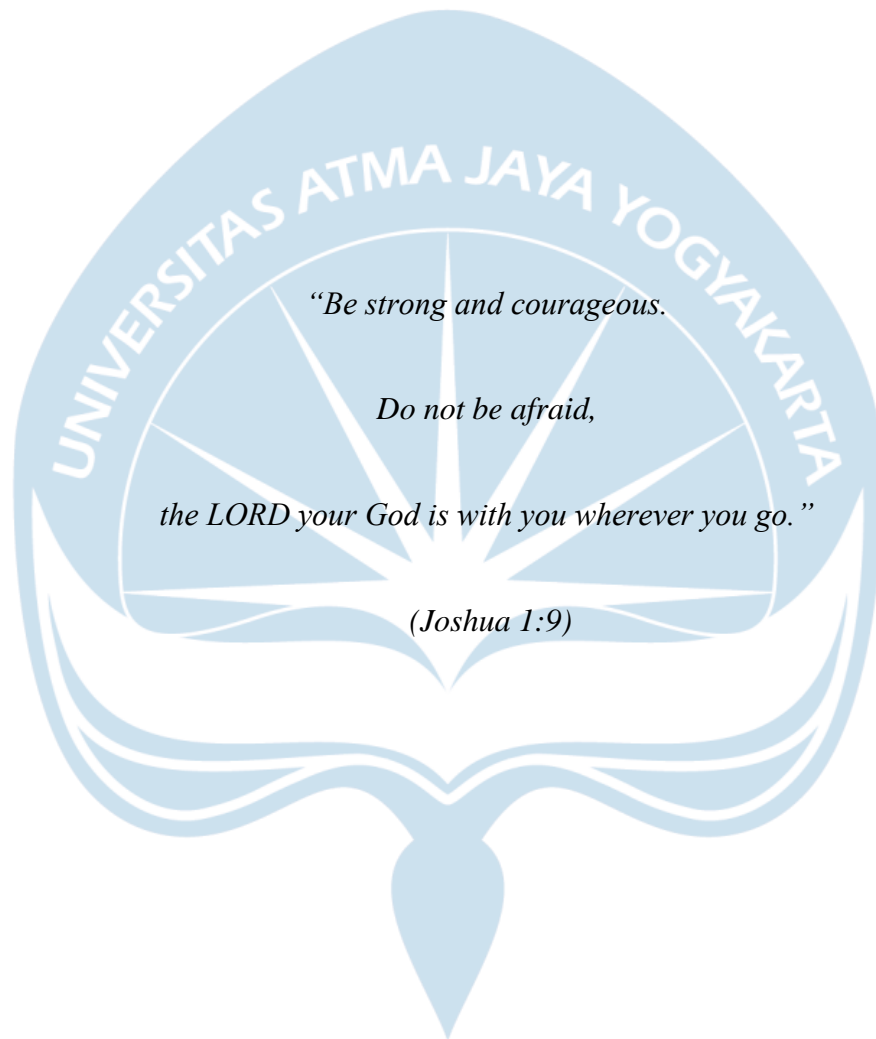 UNIVERSITAS ATMA JAYA YOGYAKARTA
“Be strong and courageous.
Do not be afraid,
the LORD your God is with you wherever you go.”
(Joshua 1:9)